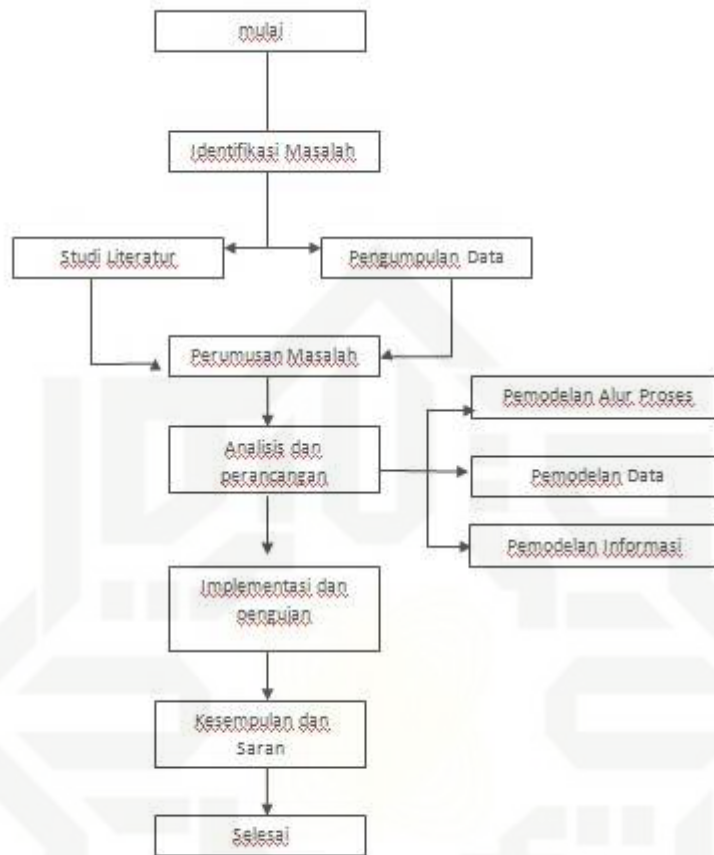 mulai
Identifikasi Masalah
Studi Literatur
Pengumpulan Data
Perumusan Masalah
Pemodelan Alur Proses
Analisis dan
perancangan
Pemodelan Data
Pemodelan Informasi
Implementasi dan
pengujan
Kesempulan dan
Saran
Selesai